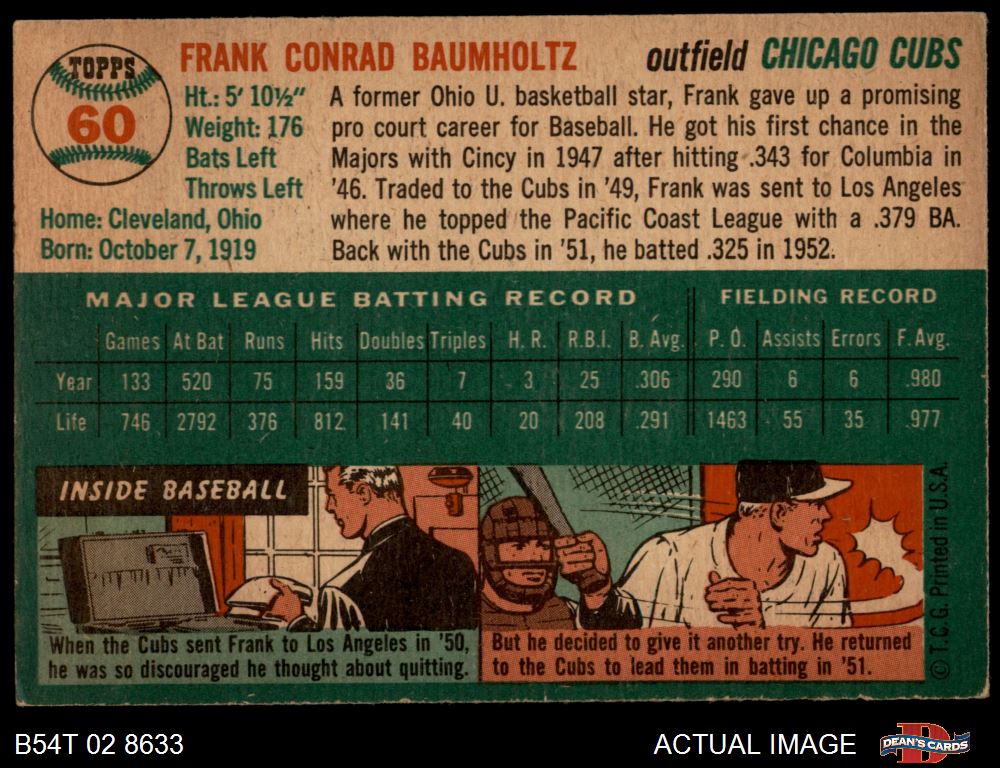 TOPPS
60
FRANK CONRAD BAUMHOLTZ outfield CHICAGO CUBS
Ht.: 5' 10½"
Weight: 176
Bats Left
Throws Left
Home: Cleveland, Ohio
Born: October 7, 1919
A former Ohio U. basketball star, Frank gave up a promising
pro court career for Baseball. He got his first chance in the
Majors with Cincy in 1947 after hitting .343 for Columbia in
'46. Traded to the Cubs in '49, Frank was sent to Los Angeles
where he topped the Pacific Coast League with a .379 BA.
Back with the Cubs in '51, he batted .325 in 1952.
MAJOR LEAGUE BATTING RECORD FIELDING RECORD
Games At Bat Runs Hits Doubles Triples H. R. R.B.I. B. Avg. P. O. Assists Errors F. Avg.
Year 133 520 75 159 36 7 3 25 .306 290 6 6 .980
Life 746 2792 376 812 141 40 20 208 .291 1463 55 35 .977
INSIDE BASEBALL
When the Cubs sent Frank to Los Angeles in '50,
he was so discouraged he thought about quitting.
But he decided to give it another try. He returned
to the Cubs to lead them in batting in '51.
© T.C.G. Printed in U.S.A.
B54T 02 8633
ACTUAL IMAGE
DEAN'S CARDS